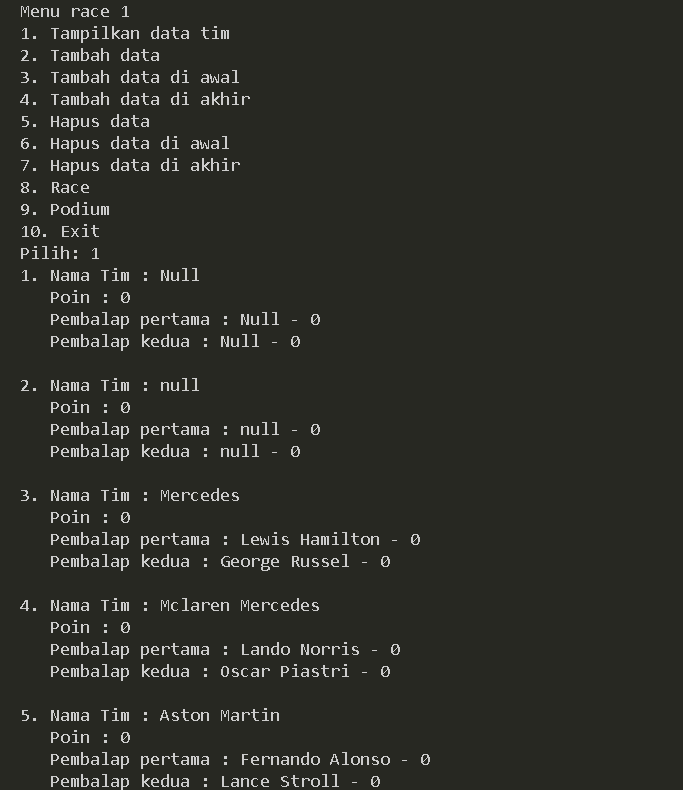 Menu race 1
1. Tampilkan data tim
2. Tambah data
3. Tambah data di awal
4. Tambah data di akhir
5. Hapus data
6. Hapus data di awal
7. Hapus data di akhir
8. Race
9. Podium
10. Exit
Pilih: 1
1. Nama Tim : Null
Poin : 0
Pembalap pertama : Null - 0
Pembalap kedua : Null - 0
2. Nama Tim : null
Poin : 0
Pembalap pertama : null - 0
Pembalap kedua : null - 0
3. Nama Tim : Mercedes
Poin : 0
Pembalap pertama : Lewis Hamilton - 0
Pembalap kedua : George Russel - 0
4. Nama Tim : Mclaren Mercedes
Poin : 0
Pembalap pertama : Lando Norris - 0
Pembalap kedua : Oscar Piastri - 0
5. Nama Tim : Aston Martin
Poin : 0
Pembalap pertama : Fernando Alonso - 0
Pembalap kedua : Lance Stroll - 0